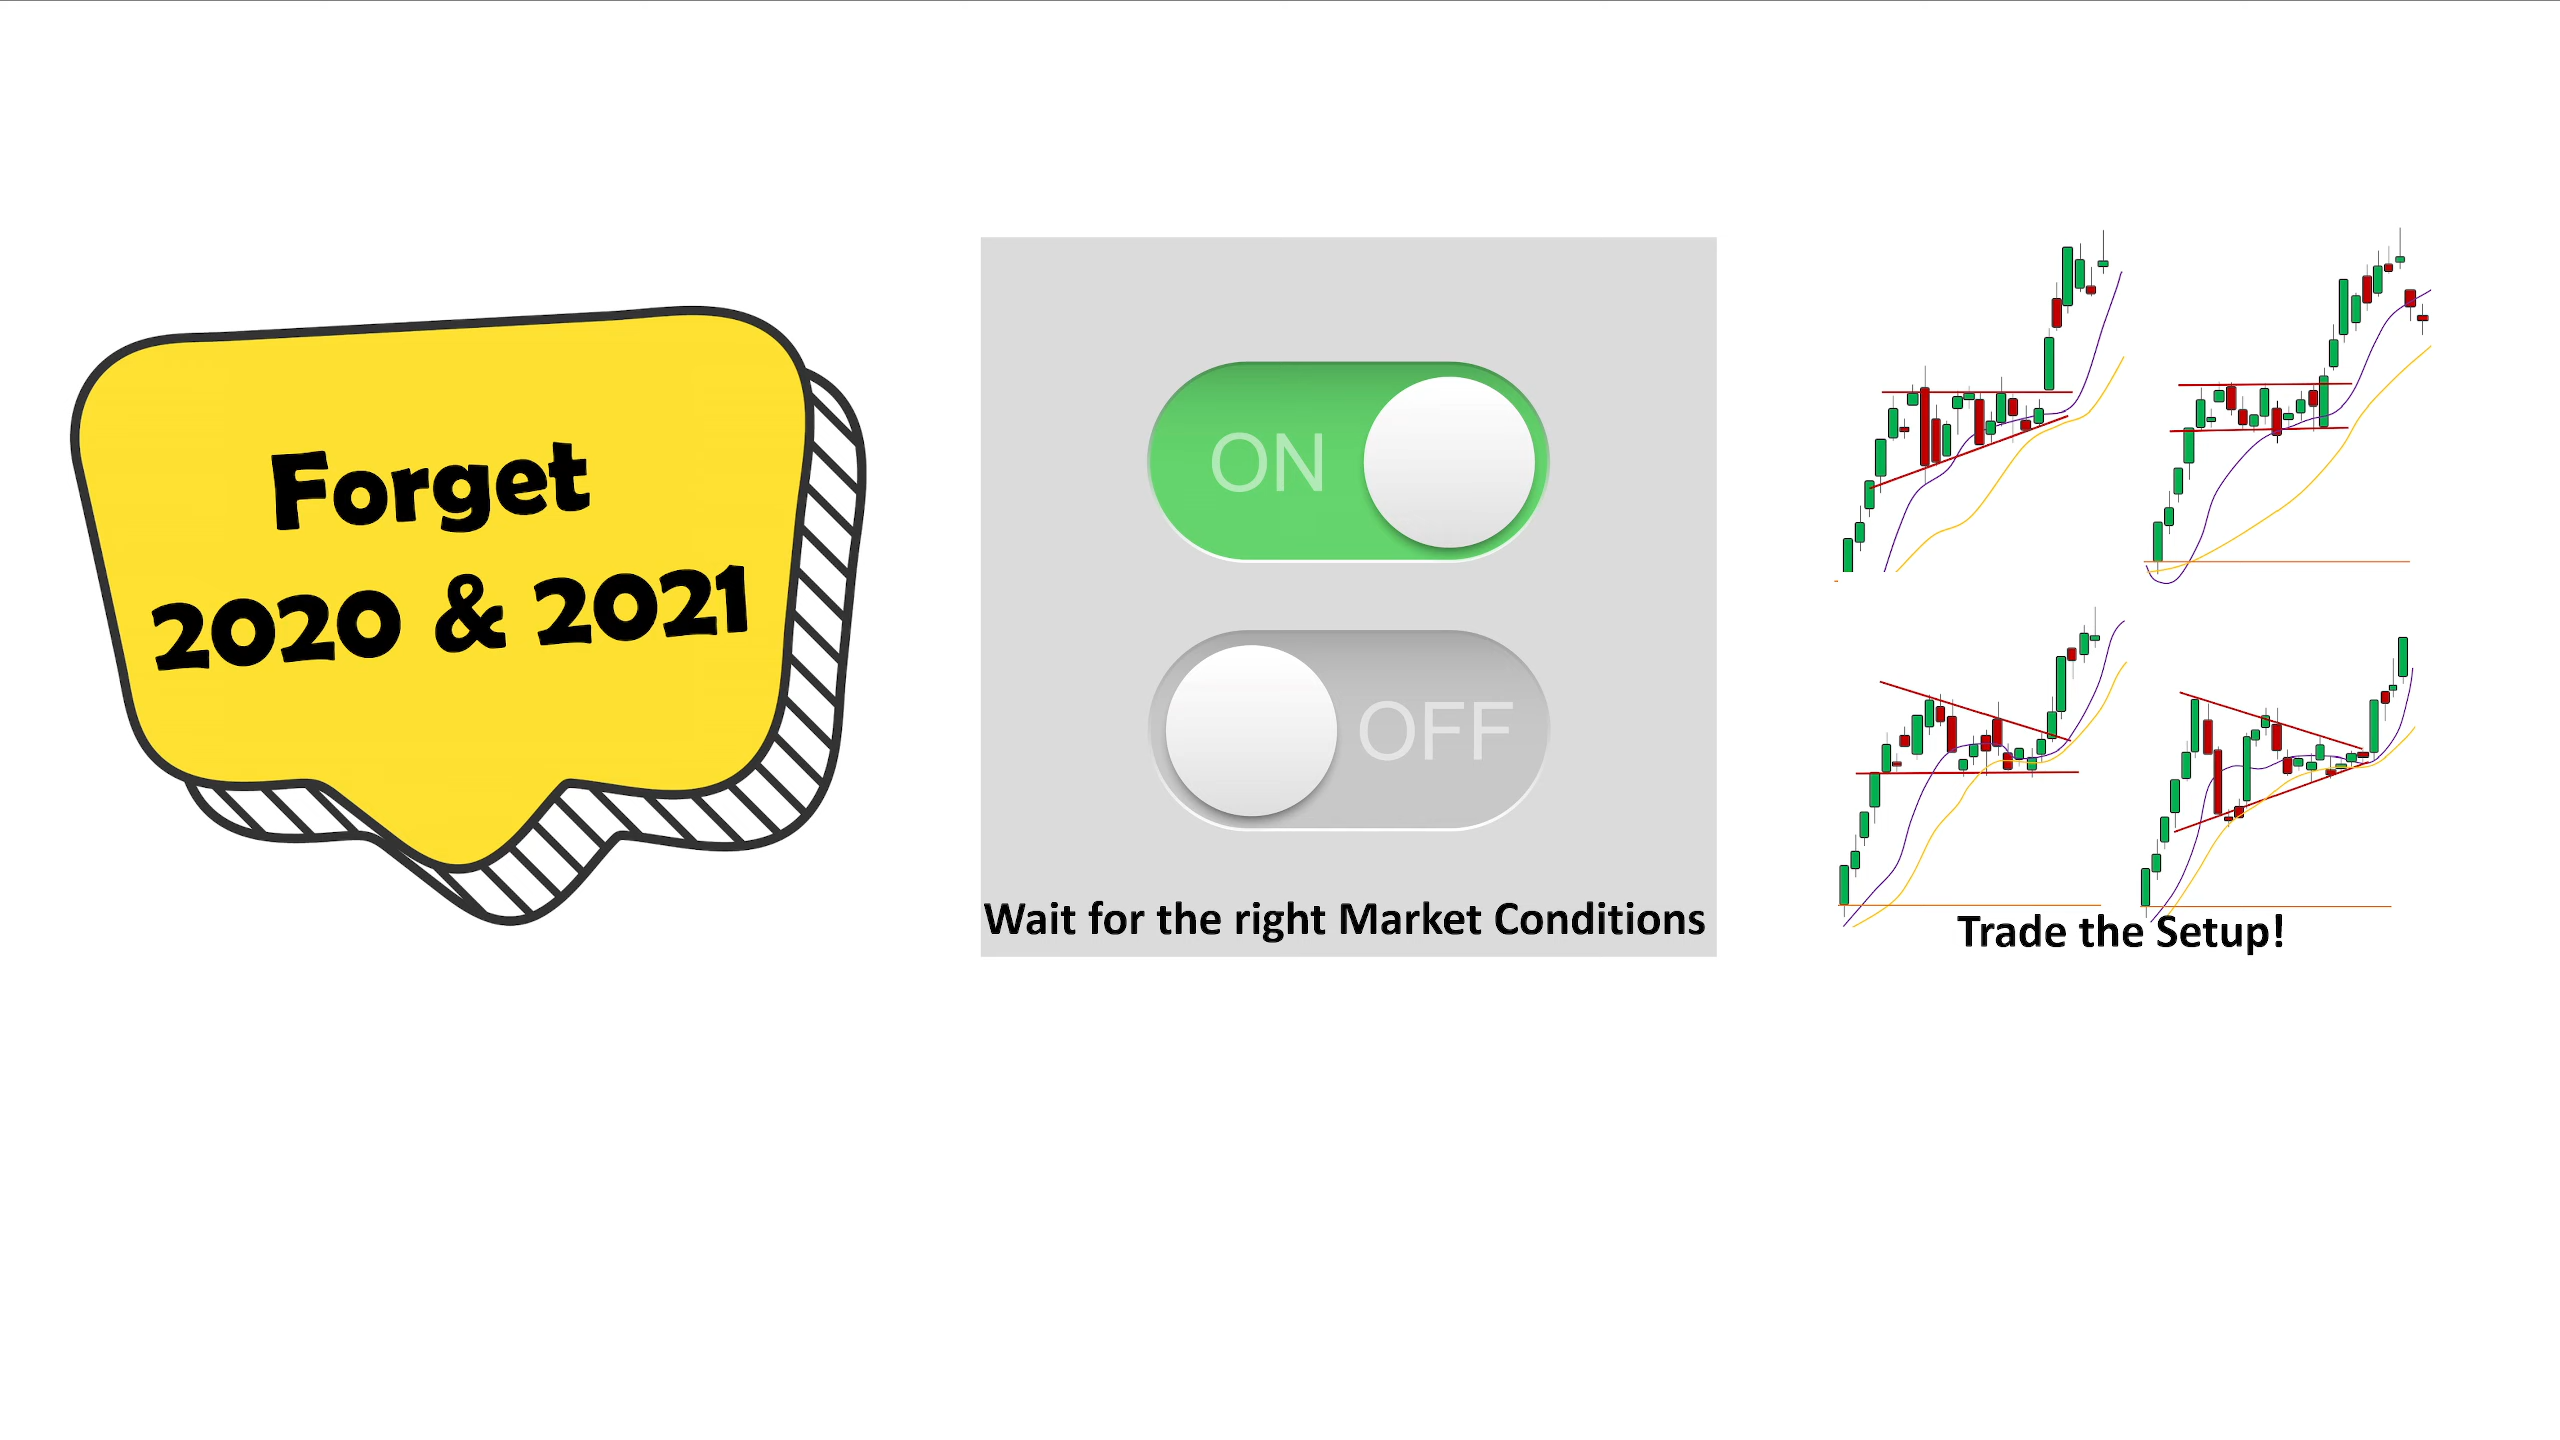 Forget
2020 & 2021
ON
OFF
Wait for the right Market Conditions
Trade the Setup!